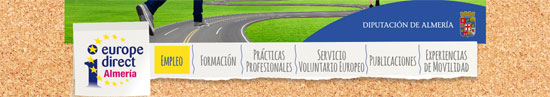 DIPUTACIÓN DE ALMERÍA
europe
direct
Almería
EMPLEO
FORMACIÓN
PRÁCTICAS
PROFESIONALES
SERVICIO
VOLUNTARIO EUROPEO
PUBLICACIONES
EXPERIENCIAS
DE MOVILIDAD